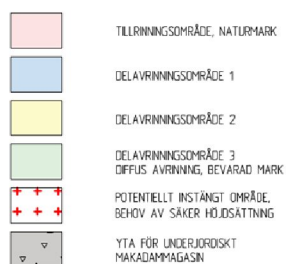 TILLRINNINGSOMRÅDE, NATURMARK
DELAVRINNINGSOMRÅDE 1
DELAVRINNINGSOMRÅDE 2
DELAVRINNINGSOMRÅDE 3
DIFFUS AVRINNING, BEVARAD MARK
POTENTIELLT INSTÄNGT OMRÅDE,
BEHOV AV SÄKER HÖJDSÄTTNING
YTA FÖR UNDERJORDISKT
MAKADAMMAGASIN